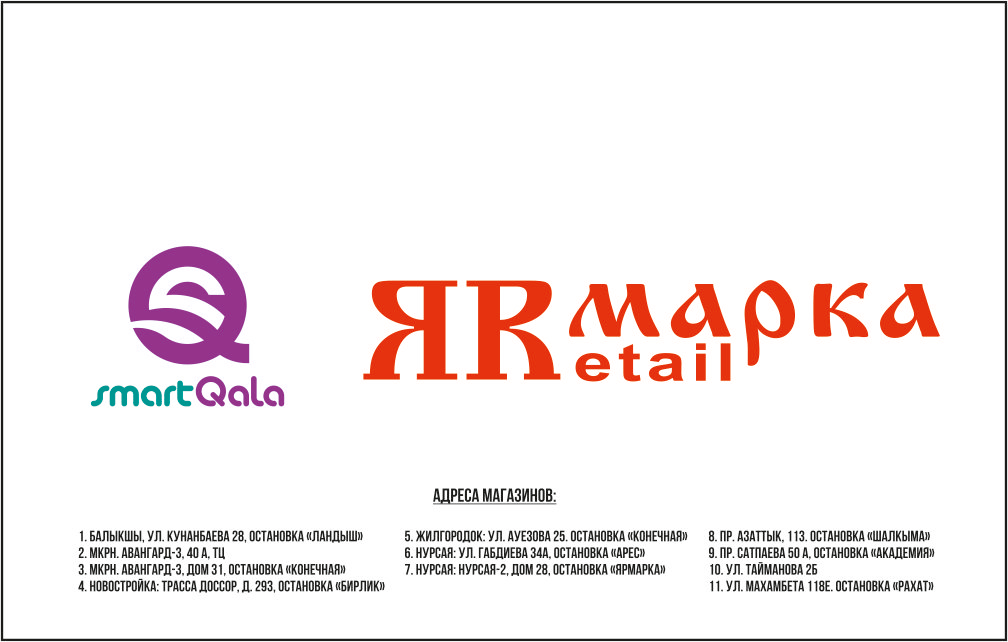 smartQala
ЯRмарка
etail
АДРЕСА МАГАЗИНОВ:
1. БАЛЫКШЫ, УЛ. КУНАНБАЕВА 28, ОСТАНОВКА «ЛАНДЫШ»
2. МКРН. АВАНГАРД-3, 40 А, ТЦ
3. МКРН. АВАНГАРД-3, ДОМ 31, ОСТАНОВКА «КОНЕЧНАЯ»
4. НОВОСТРОЙКА: ТРАССА ДОССОР, Д. 293, ОСТАНОВКА «БИРЛИК»
5. ЖИЛГОРОДОК: УЛ. АУЕЗОВА 25. ОСТАНОВКА «КОНЕЧНАЯ»
6. НУРСАЯ: УЛ. ГАБДИЕВА 34А, ОСТАНОВКА «АРЕС»
7. НУРСАЯ: НУРСАЯ-2, ДОМ 28, ОСТАНОВКА «ЯРМАРКА»
8. ПР. АЗАТТЫК, 113. ОСТАНОВКА «ШАЛКЫМА»
9. ПР. САТПАЕВА 50 А, ОСТАНОВКА «АКАДЕМИЯ»
10. УЛ. ТАЙМАНОВА 2Б
11. УЛ. МАХАМБЕТА 118Е. ОСТАНОВКА «РАХАТ»